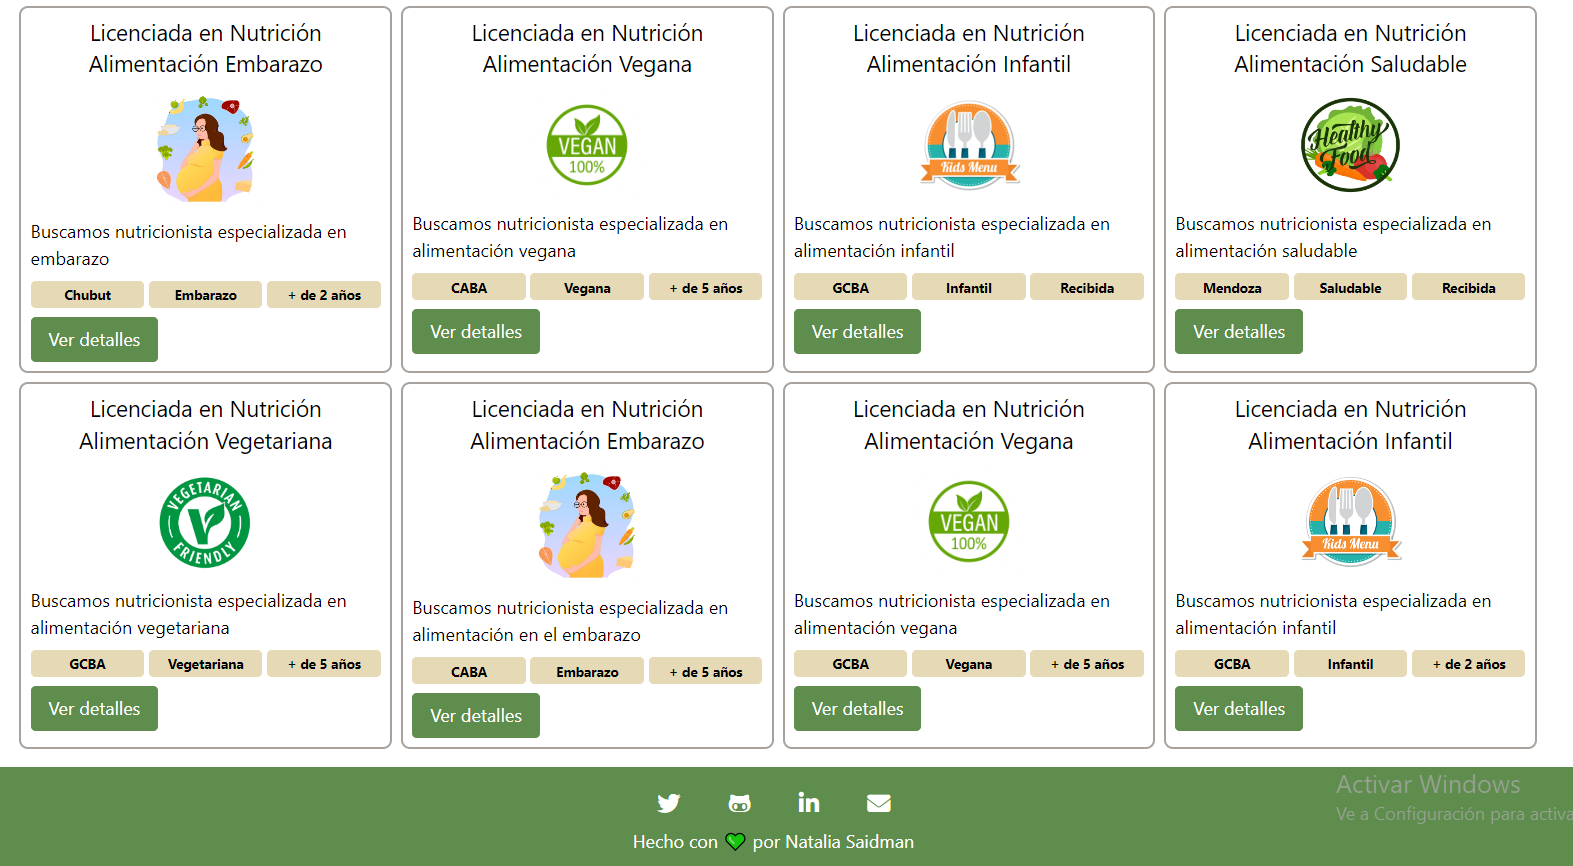 Licenciada en Nutrición
Alimentación Embarazo
Buscamos nutricionista especializada en
embarazo
Chubut Embarazo + de 2 años
Ver detalles
Licenciada en Nutrición
Alimentación Vegana
VEGAN
100%
Buscamos nutricionista especializada en
alimentación vegana
CABA Vegana + de 5 años
Ver detalles
Licenciada en Nutrición
Alimentación Infantil
Kids Menu
Buscamos nutricionista especializada en
alimentación infantil
GCBA Infantil Recibida
Ver detalles
Licenciada en Nutrición
Alimentación Saludable
Healthy
Food
Buscamos nutricionista especializada en
alimentación saludable
Mendoza Saludable Recibida
Ver detalles
Licenciada en Nutrición
Alimentación Vegetariana
VEGETARIAN
FRIENDLY
Buscamos nutricionista especializada en
alimentación vegetariana
GCBA Vegetariana + de 5 años
Ver detalles
Licenciada en Nutrición
Alimentación Embarazo
Buscamos nutricionista especializada en
alimentación en el embarazo
CABA Embarazo + de 5 años
Ver detalles
Licenciada en Nutrición
Alimentación Vegana
VEGAN
100%
Buscamos nutricionista especializada en
alimentación vegana
GCBA Vegana + de 5 años
Ver detalles
Licenciada en Nutrición
Alimentación Infantil
Kids Menu
Buscamos nutricionista especializada en
alimentación infantil
GCBA Infantil + de 2 años
Ver detalles
Hecho con 💚 por Natalia Saidman
Activar Windows
Ve a Configuración para activa